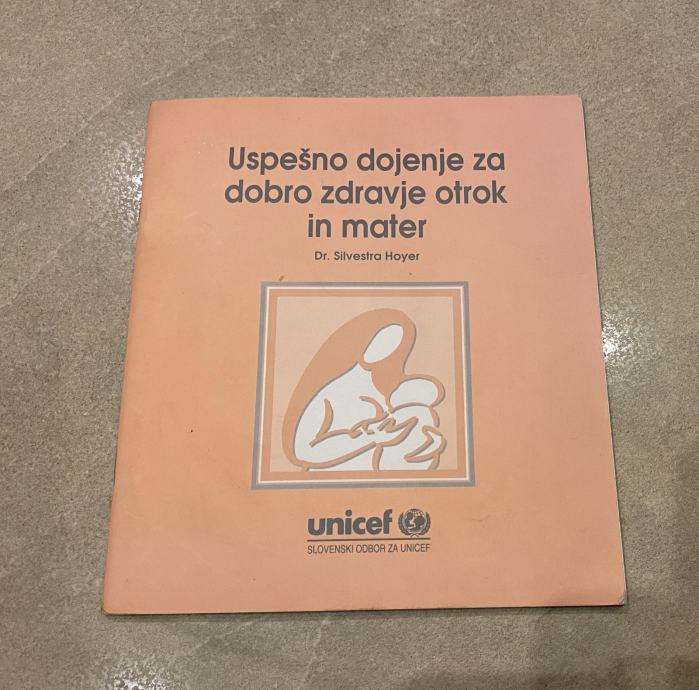 Uspešno dojenje za
dobro zdravje otrok
in mater
Dr. Silvestra Hoyer
unicef
SLOVENSKI ODBOR ZA UNICEF